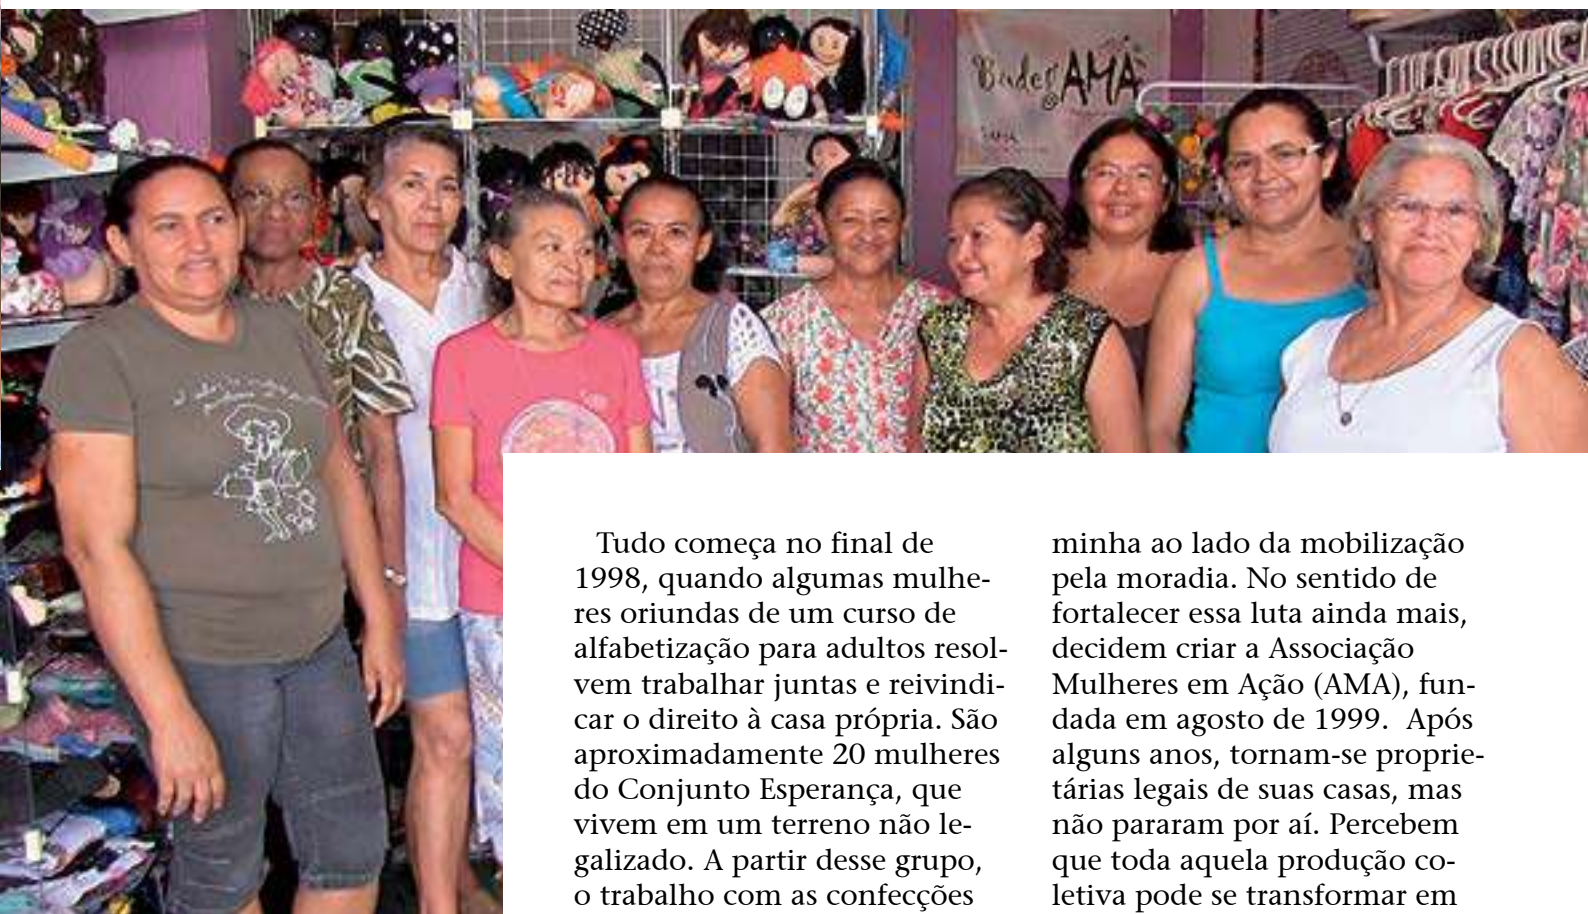 BudegAMA
Tudo começa no final de
1998, quando algumas mulhe-
res oriundas de um curso de
alfabetização para adultos resol-
vem trabalhar juntas e reivindi-
car o direito à casa própria. São
aproximadamente 20 mulheres
do Conjunto Esperança, que
vivem em um terreno não le-
galizado. A partir desse grupo,
o trabalho com as confecções
minha ao lado da mobilização
pela moradia. No sentido de
fortalecer essa luta ainda mais,
decidem criar a Associação
Mulheres em Ação (AMA), fun-
dada em agosto de 1999.  Após
alguns anos, tornam-se proprie-
tárias legais de suas casas, mas
não pararam por aí. Percebem
que toda aquela produção co-
letiva pode se transformar em